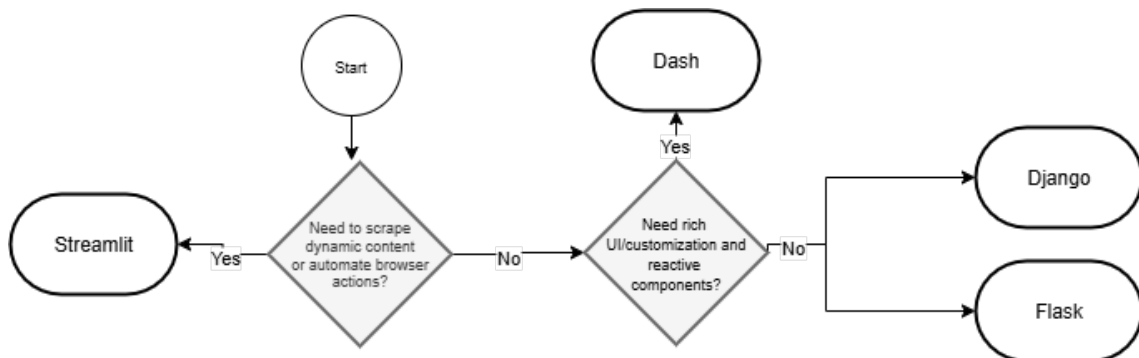 Start
Dash
Yes
Django
Need to scrape
dynamic content
or automate browser
actions?
Need rich
UI/customization and
reactive
components?
Streamlit
Yes
No
No
Flask